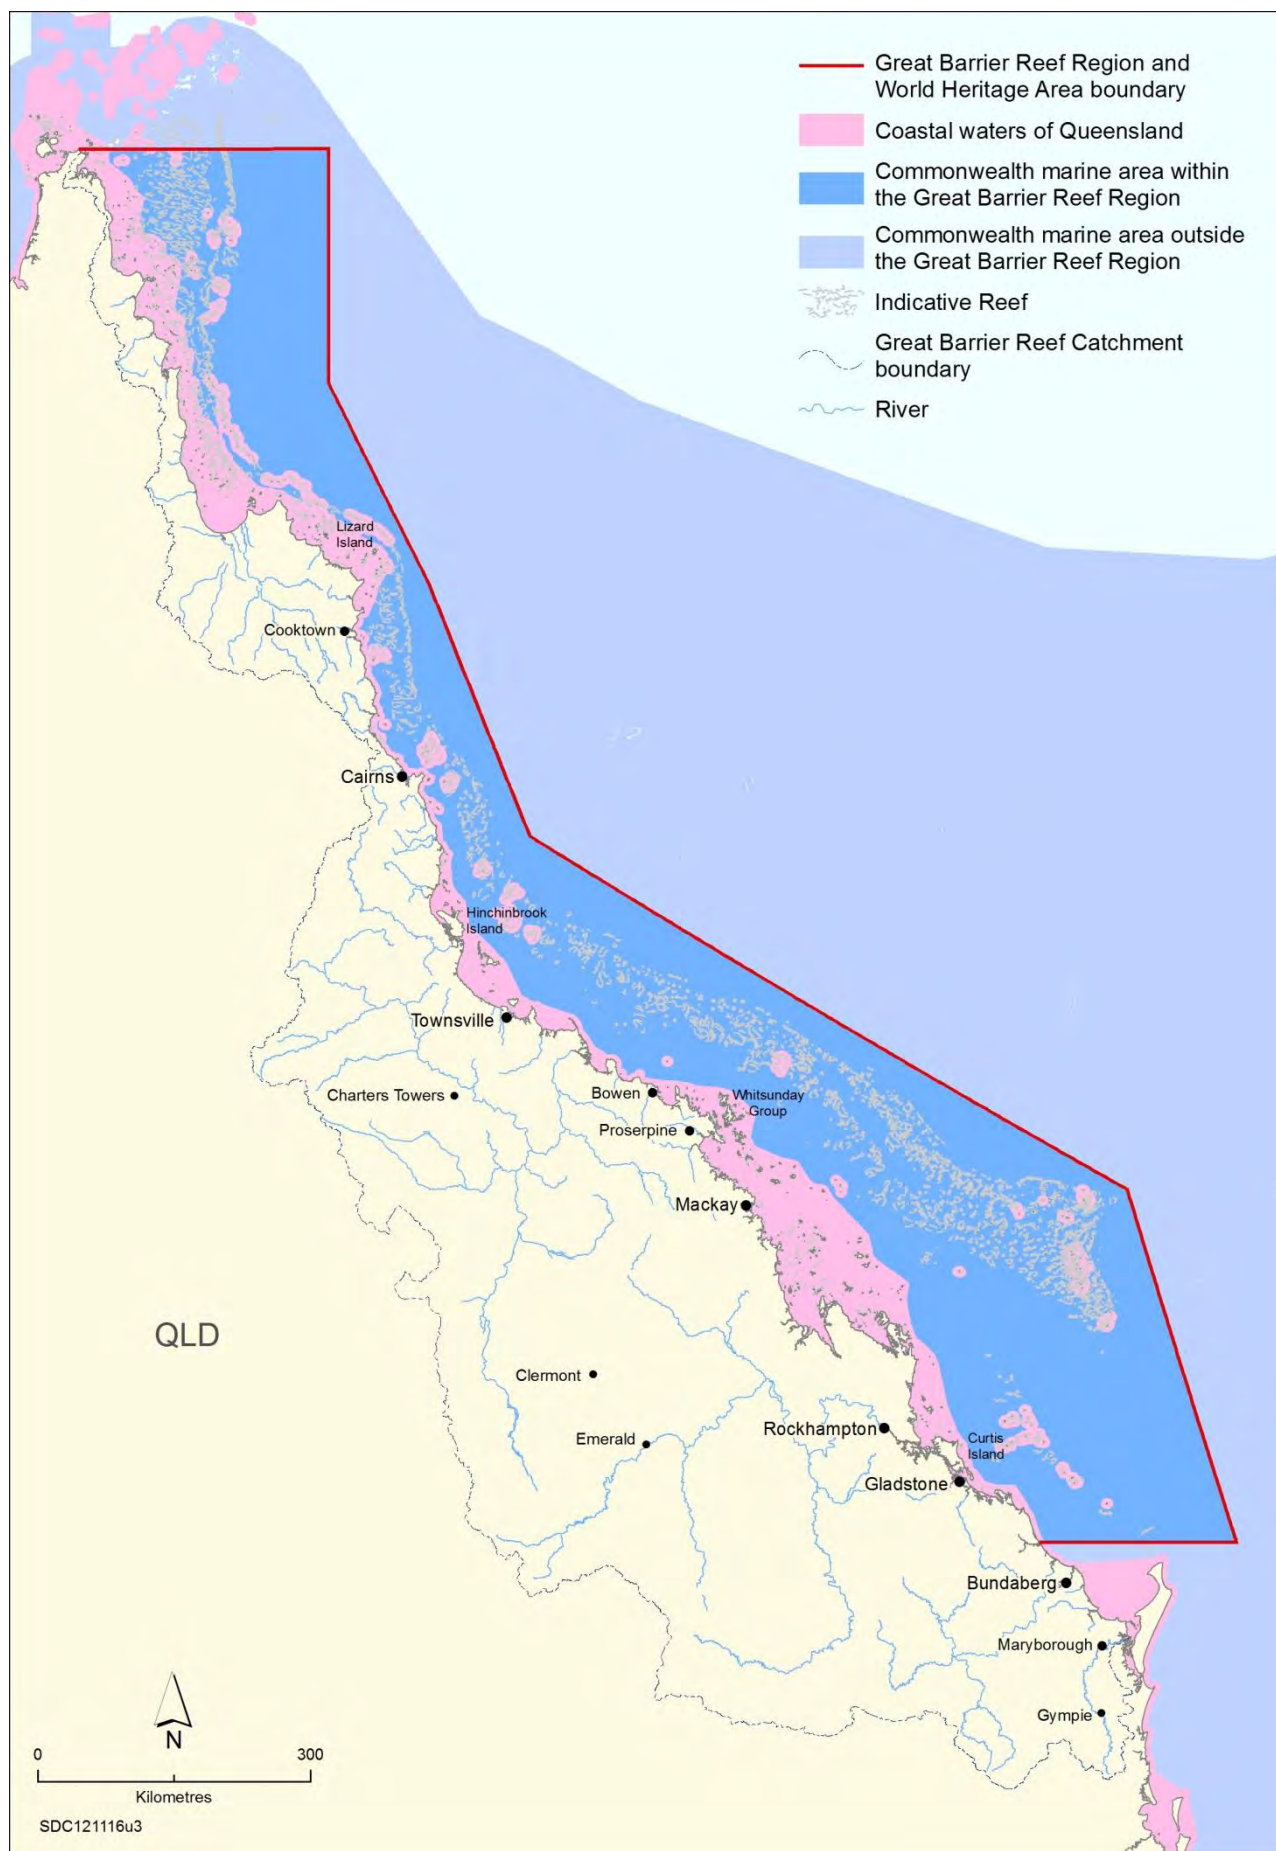 Great Barrier Reef Region and
World Heritage Area boundary
Coastal waters of Queensland
Commonwealth marine area within
the Great Barrier Reef Region
Commonwealth marine area outside
the Great Barrier Reef Region
Indicative Reef
Great Barrier Reef Catchment
boundary
River
Lizard
Island
Cooktown
Cairns
Hinchinbrook
Island
Townsville
Charters Towers
Bowen
Whitsunday
Group
Proserpine
Mackay
QLD
Clermont
Emerald
Rockhampton
Curtis
Island
Gladstone
Bundaberg
Maryborough
Gympie
N
0 300
Kilometres
SDC121116u3